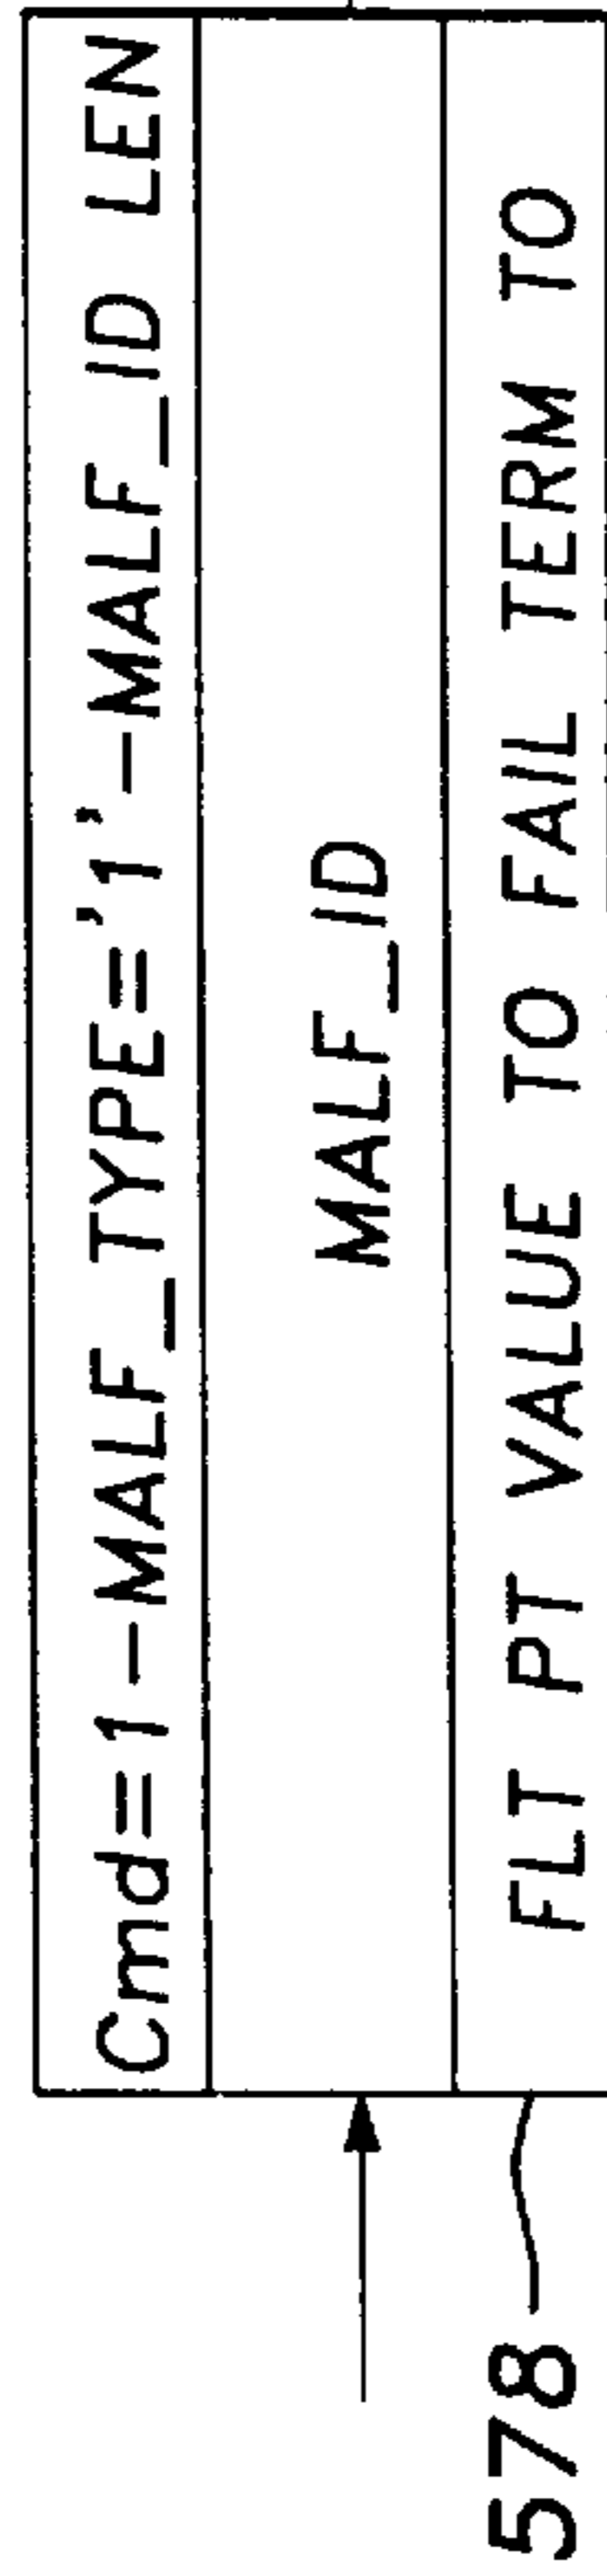 Cmd=1-MALF_TYPE='1'-MALF_ID LEN
MALF_ID
FLT PT VALUE TO FAIL TERM TO
578